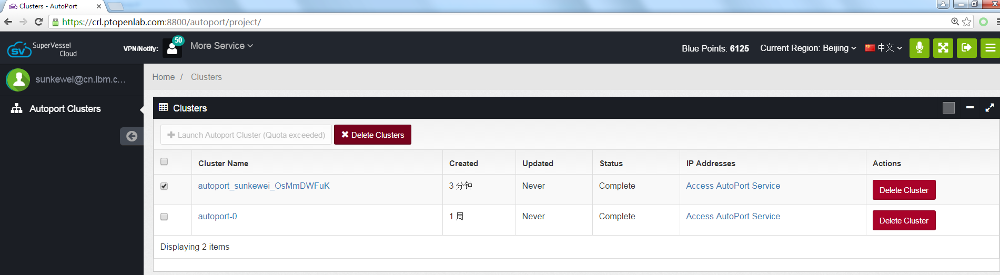 Clusters - AutoPort
https://crl.ptopenlab.com:8800/autoport/project/
SV SuperVessel Cloud
VPN/Notify: 50 More Service
Blue Points: 6125 Current Region: Beijing 中文
sunkewei@cn.ibm.c...
Home / Clusters
Autoport Clusters
Clusters
Launch Autoport Cluster (Quota exceeded) Delete Clusters
Cluster Name Created Updated Status IP Addresses Actions
autoport_sunkewei_OsMmDWFuK 3 分钟 Never Complete Access AutoPort Service Delete Cluster
autoport-0 1 周 Never Complete Access AutoPort Service Delete Cluster
Displaying 2 items